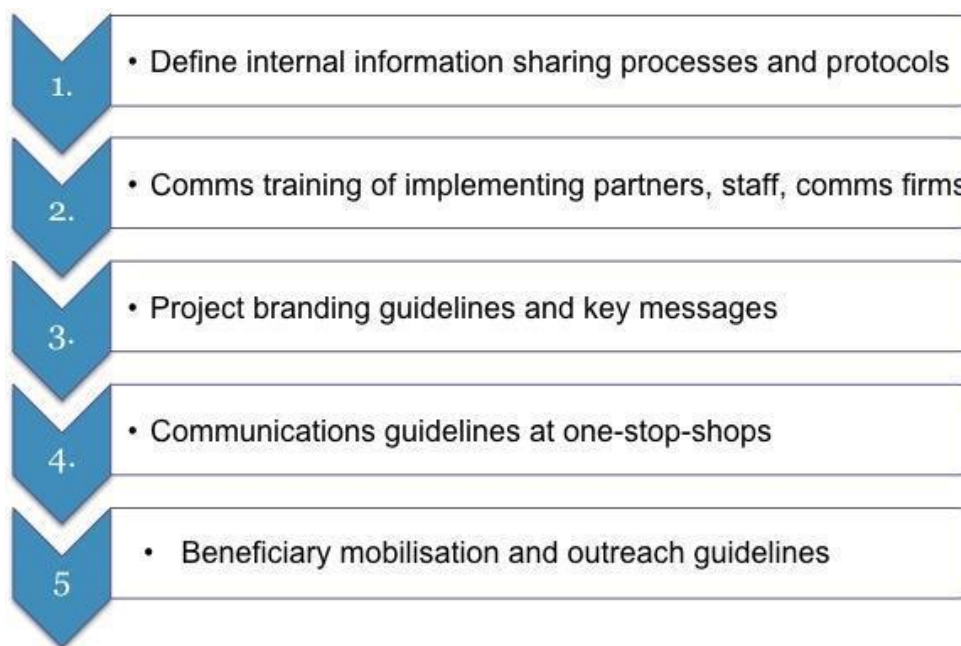 1. • Define internal information sharing processes and protocols
2. • Comms training of implementing partners, staff, comms firms
3. • Project branding guidelines and key messages
4. • Communications guidelines at one-stop-shops
5 • Beneficiary mobilisation and outreach guidelines